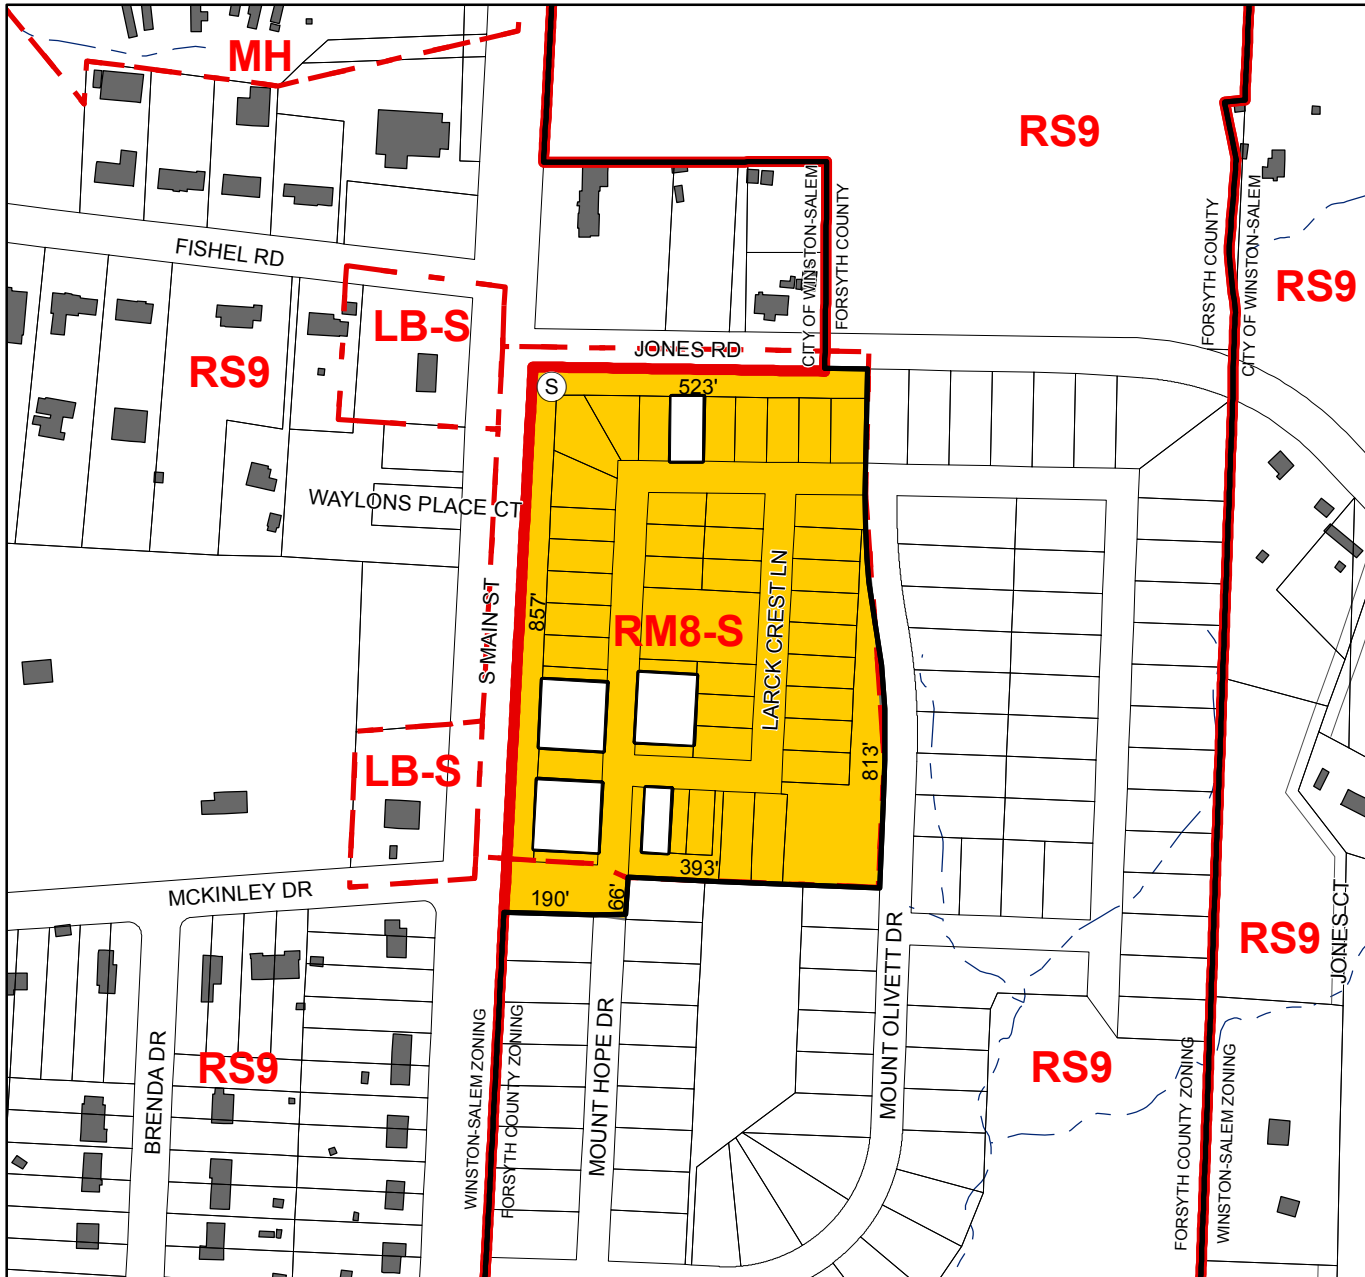 MH
RS9
CITY OF WINSTON-SALEM
FORSYTH COUNTY
FORSYTH COUNTY
CITY OF WINSTON-SALEM
FISHEL RD
RS9
LB-S
JONES RD
RS9
S
523'
WAYLONS PLACE CT
S MAIN ST
857'
RM8-S
LARCK CREST LN
813'
LB-S
MCKINLEY DR
190'
66'
393'
MOUNT OLIVETT DR
RS9
JONES CT
BRENDA DR
RS9
WINSTON-SALEM ZONING
FORSYTH COUNTY ZONING
MOUNT HOPE DR
RS9
FORSYTH COUNTY ZONING
WINSTON-SALEM ZONING